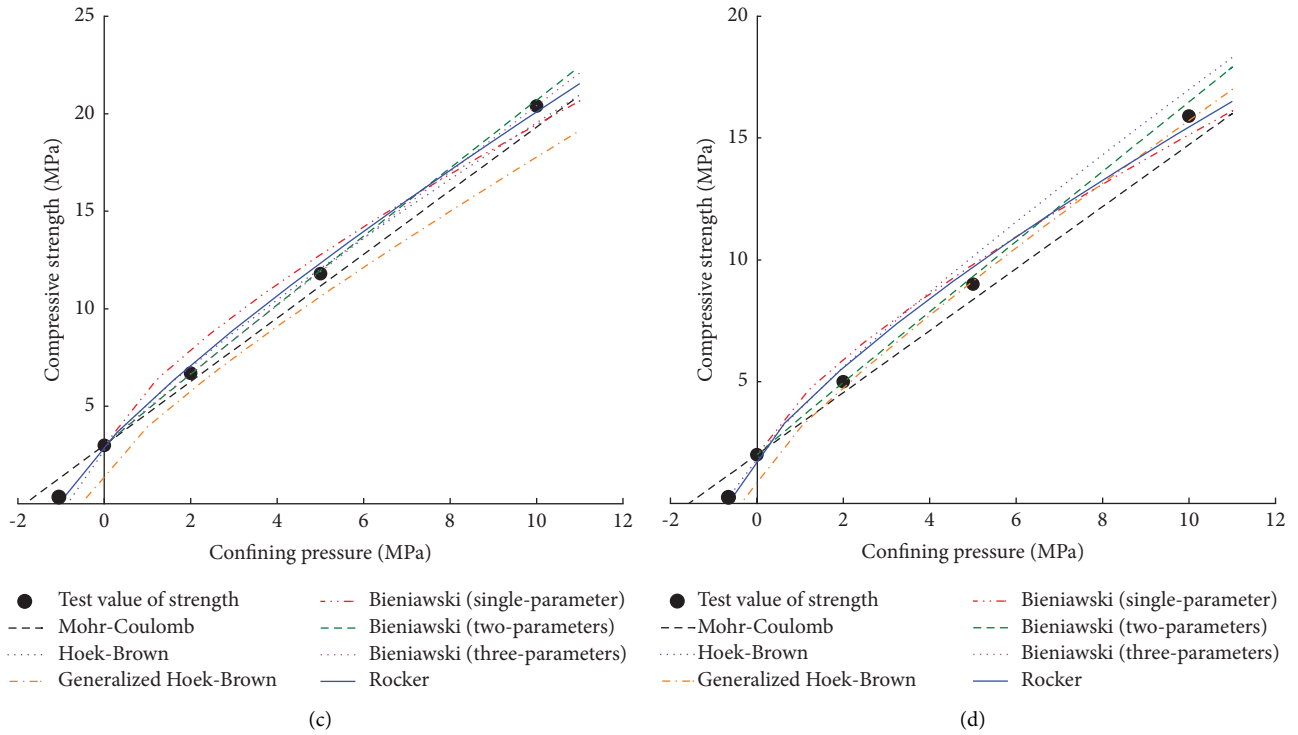 25
20
15
10
5
-2 0 2 4 6 8 10 12
Compressive strength (MPa)
Confining pressure (MPa)
Test value of strength
Mohr-Coulomb
Hoek-Brown
Generalized Hoek-Brown
Bieniawski (single-parameter)
Bieniawski (two-parameters)
Bieniawski (three-parameters)
Rocker
(c)
20
15
10
5
-2 0 2 4 6 8 10 12
Compressive strength (MPa)
Confining pressure (MPa)
Test value of strength
Mohr-Coulomb
Hoek-Brown
Generalized Hoek-Brown
Bieniawski (single-parameter)
Bieniawski (two-parameters)
Bieniawski (three-parameters)
Rocker
(d)